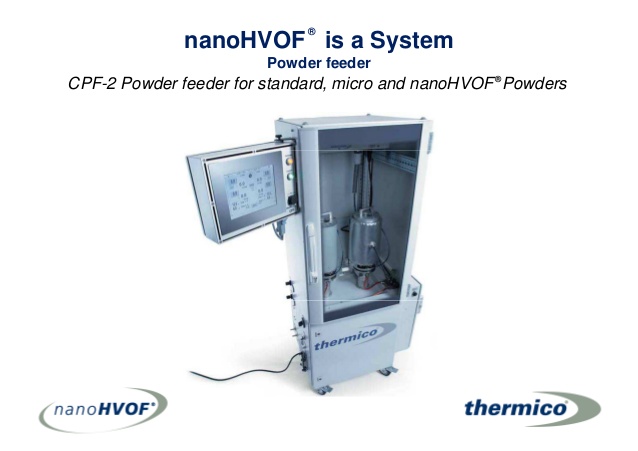 nanoHVOF® is a System
Powder feeder
CPF-2 Powder feeder for standard, micro and nanoHVOF® Powders
thermico
nanoHVOF®
thermico®